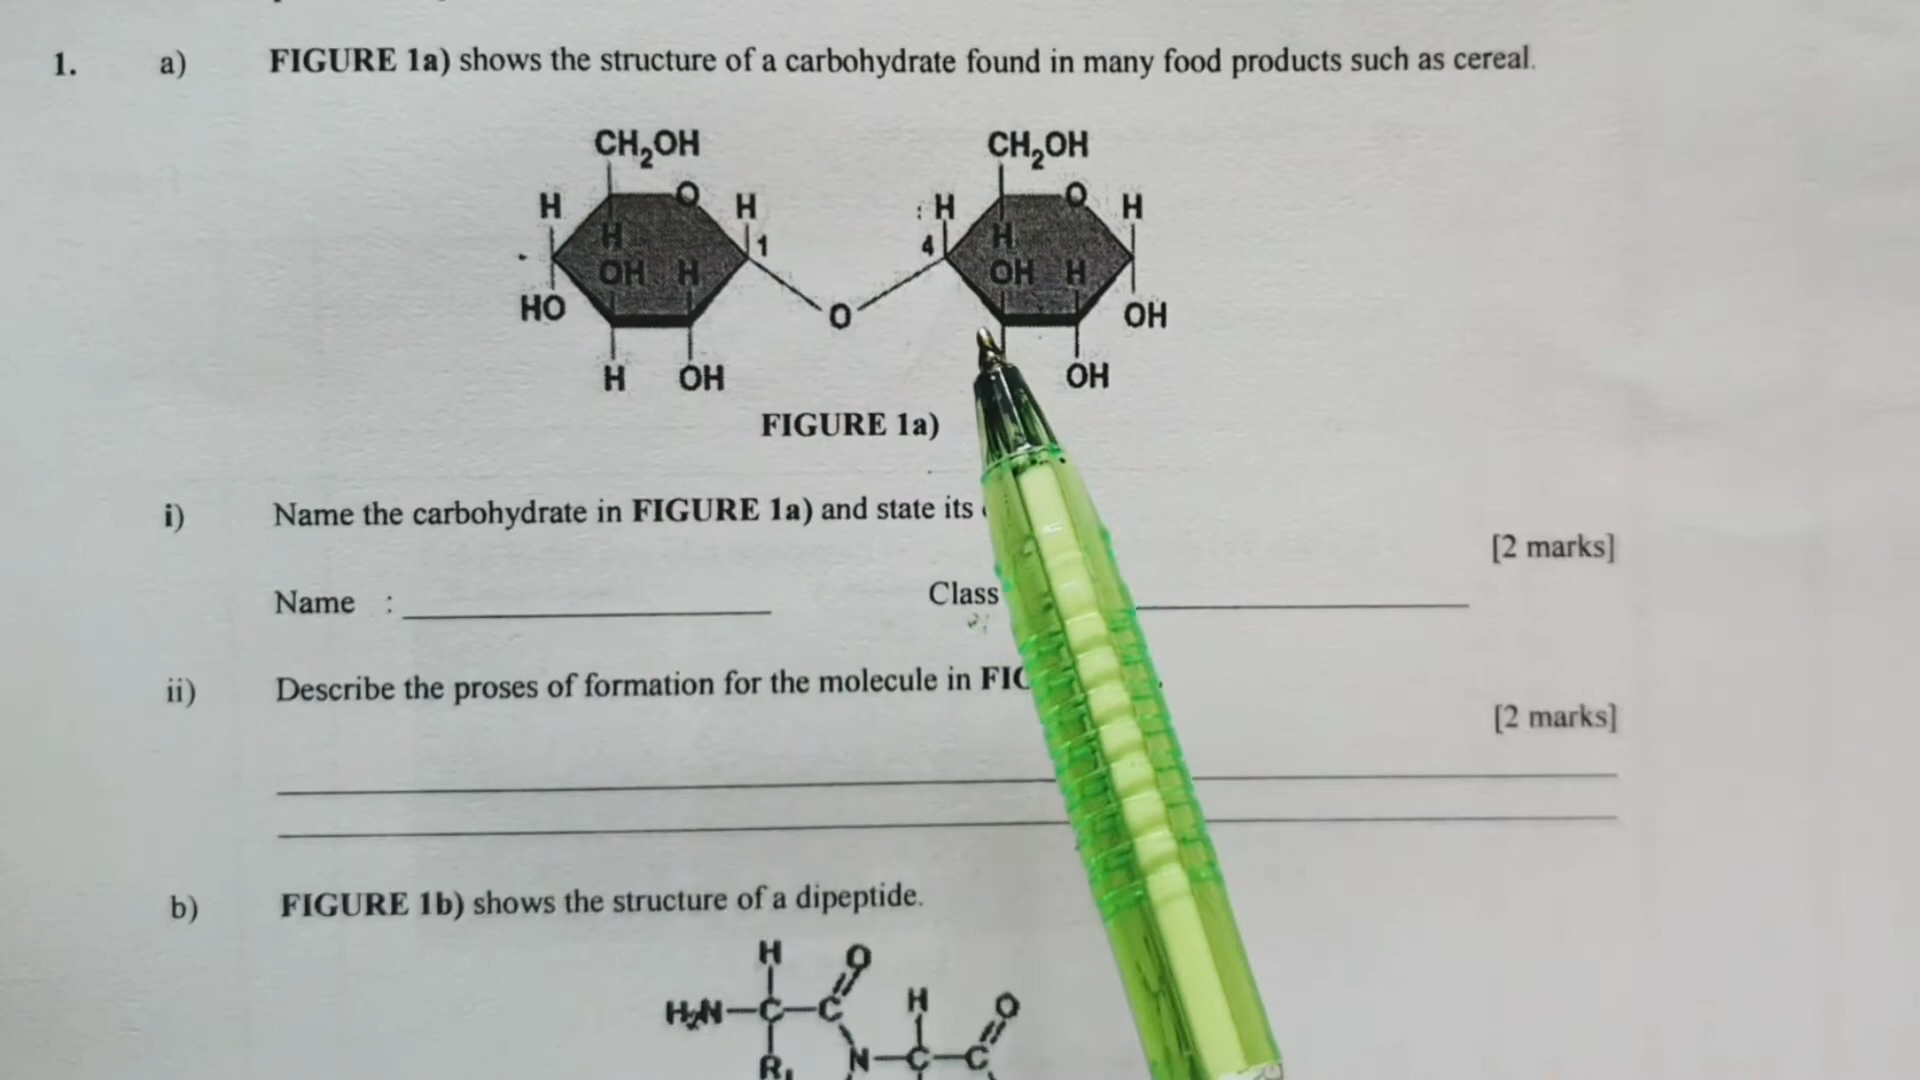 1. a) FIGURE 1a) shows the structure of a carbohydrate found in many food products such as cereal.
CH₂OH CH₂OH
H O H H O H
H 1 4 H
OH H OH H
HO O OH
H OH OH
FIGURE 1a)
i) Name the carbohydrate in FIGURE 1a) and state its
[2 marks]
Name : Class
ii) Describe the proses of formation for the molecule in
[2 marks]
b) FIGURE 1b) shows the structure of a dipeptide.
H O
H O
H₂N C C
N C C
R₁